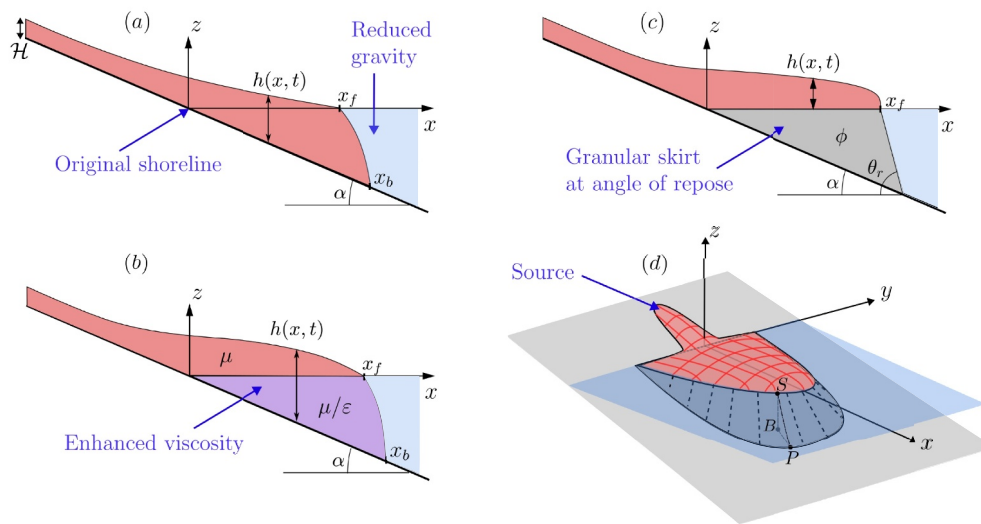 (a)
z
Reduced
gravity
ℋ
h(x, t)
x_f
x
Original shoreline
α
x_b
(b)
z
h(x, t)
μ
x_f
x
μ/ε
Enhanced viscosity
α
x_b
(c)
z
h(x, t)
x_f
x
ϕ
Granular skirt
at angle of repose
α
θ_r
(d)
z
Source
y
S
B
P
x